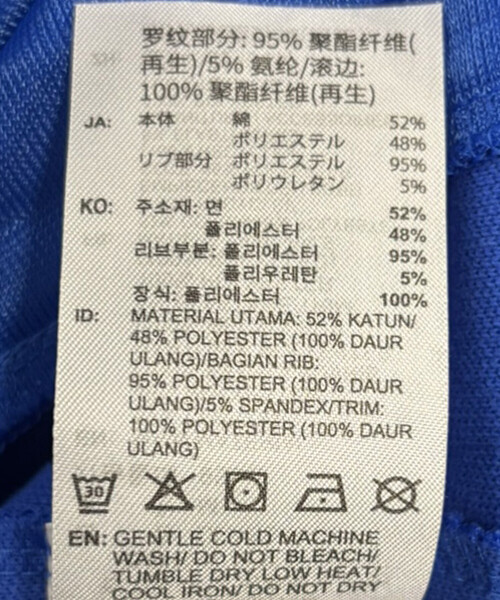 罗纹部分: 95% 聚酯纤维(
再生)/5% 氨纶/滚边:
100% 聚酯纤维(再生)
JA: 本体 綿 52%
ポリエステル 48%
リブ部分 ポリエステル 95%
ポリウレタン 5%
KO: 주소재: 면 52%
폴리에스터 48%
리브부분: 폴리에스터 95%
폴리우레탄 5%
장식: 폴리에스터 100%
ID: MATERIAL UTAMA: 52% KATUN/
48% POLYESTER (100% DAUR
ULANG)/BAGIAN RIB:
95% POLYESTER (100% DAUR
ULANG)/5% SPANDEX/TRIM:
100% POLYESTER (100% DAUR
ULANG)
30
EN: GENTLE COLD MACHINE
WASH/ DO NOT BLEACH/
TUMBLE DRY LOW HEAT/
COOL IRON/ DO NOT DRY